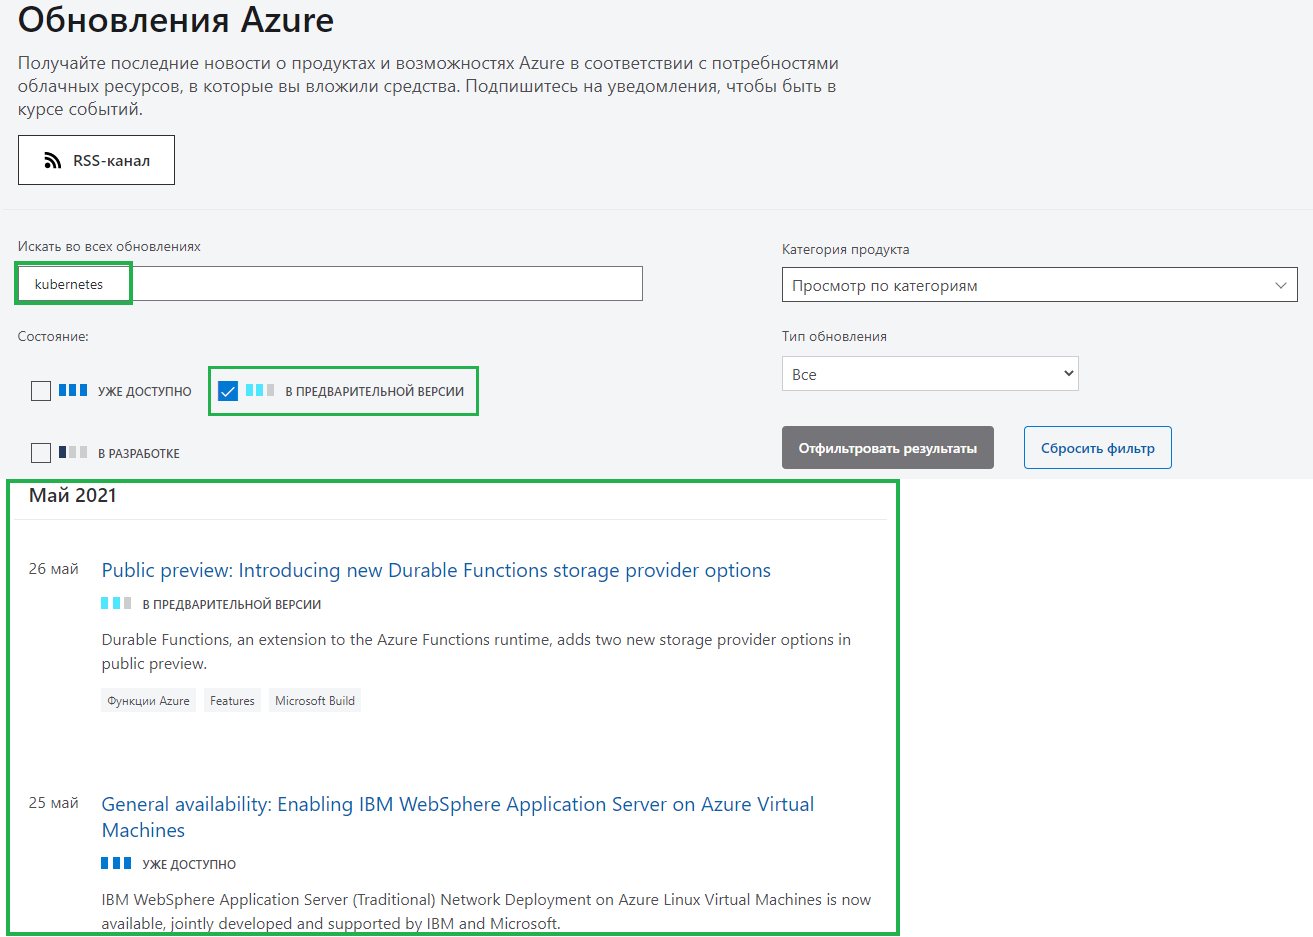 Обновления Azure
Получайте последние новости о продуктах и возможностях Azure в соответствии с потребностями
облачных ресурсов, в которые вы вложили средства. Подпишитесь на уведомления, чтобы быть в
курсе событий.
RSS-канал
Искать во всех обновлениях
kubernetes
Категория продукта
Просмотр по категориям
Состояние:
УЖЕ ДОСТУПНО
В ПРЕДВАРИТЕЛЬНОЙ ВЕРСИИ
В РАЗРАБОТКЕ
Тип обновления
Все
Отфильтровать результаты
Сбросить фильтр
Май 2021
26 май
Public preview: Introducing new Durable Functions storage provider options
В ПРЕДВАРИТЕЛЬНОЙ ВЕРСИИ
Durable Functions, an extension to the Azure Functions runtime, adds two new storage provider options in
public preview.
Функции Azure Features Microsoft Build
25 май
General availability: Enabling IBM WebSphere Application Server on Azure Virtual
Machines
УЖЕ ДОСТУПНО
IBM WebSphere Application Server (Traditional) Network Deployment on Azure Linux Virtual Machines is now
available, jointly developed and supported by IBM and Microsoft.